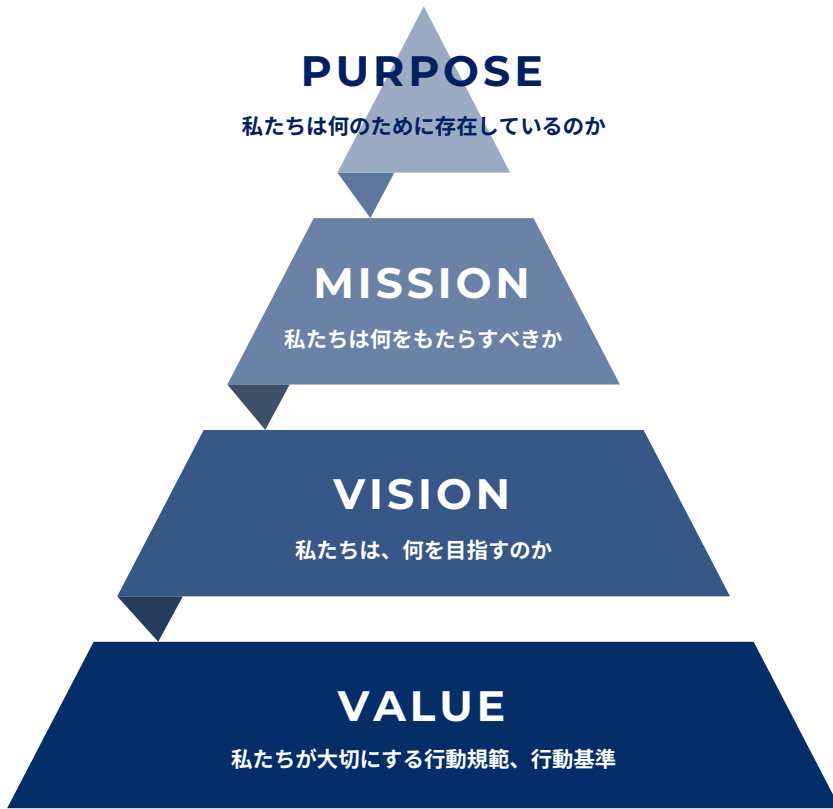 PURPOSE
私たちは何のために存在しているのか
MISSION
私たちは何をもたらすべきか
VISION
私たちは、何を目指すのか
VALUE
私たちが大切にする行動規範、行動基準